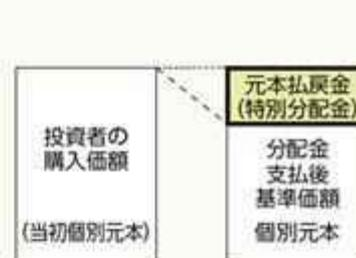 投資者の
購入価額
(当初個別元本)
元本払戻金
(特別分配金)
分配金
支払後
基準価額
個別元本